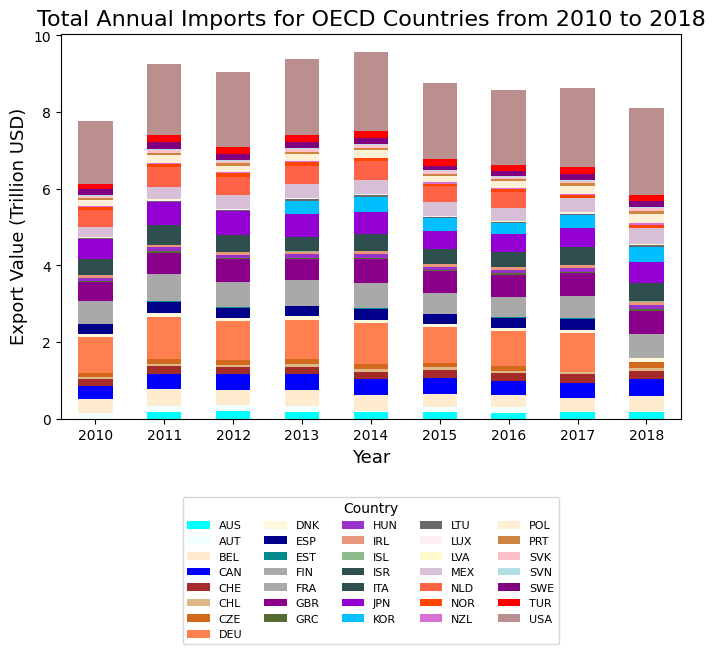 Total Annual Imports for OECD Countries from 2010 to 2018
Export Value (Trillion USD)
10
8
6
4
2
0
2010 2011 2012 2013 2014 2015 2016 2017 2018
Year
Country
AUS DNK HUN LTU POL
AUT ESP IRL LUX PRT
BEL EST ISL LVA SVK
CAN FIN ISR MEX SVN
CHE FRA ITA NLD SWE
CHL GBR JPN NOR TUR
CZE GRC KOR NZL USA
DEU